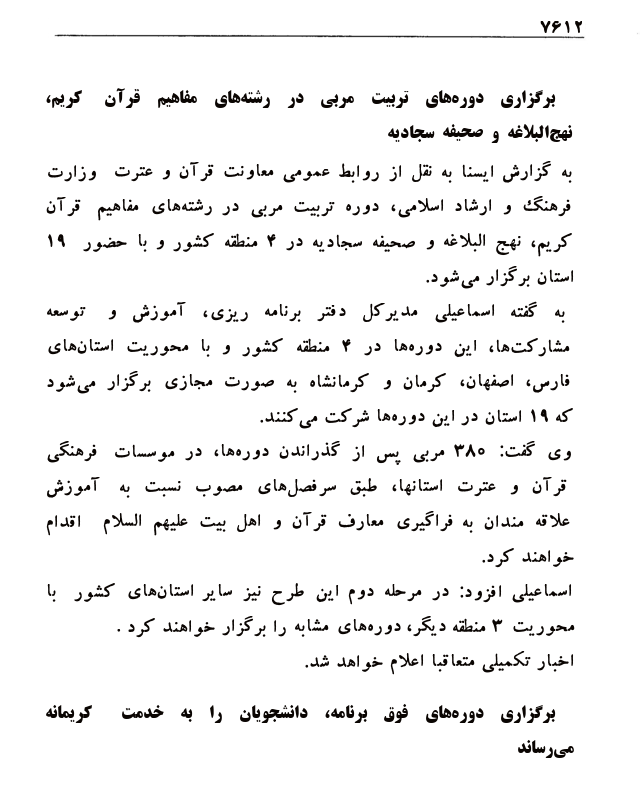 ۷۶۱۲
برگزاری دوره‌های تربیت مربی در رشته‌های مفاهیم قرآن کریم،
نهج‌البلاغه و صحیفه سجادیه
به گزارش ایسنا به نقل از روابط عمومی معاونت قرآن و عترت وزارت
فرهنگ و ارشاد اسلامی، دوره تربیت مربی در رشته‌های مفاهیم قرآن
کریم، نهج البلاغه و صحیفه سجادیه در ۴ منطقه کشور و با حضور ۱۹
استان برگزار می‌شود.
به گفته اسماعیلی مدیرکل دفتر برنامه ریزی، آموزش و توسعه
مشارکت‌ها، این دوره‌ها در ۴ منطقه کشور و با محوریت استان‌های
فارس، اصفهان، کرمان و کرمانشاه به صورت مجازی برگزار می‌شود
که ۱۹ استان در این دوره‌ها شرکت می‌کنند.
وی گفت: ۳۸۰ مربی پس از گذراندن دوره‌ها، در موسسات فرهنگی
قرآن و عترت استانها، طبق سرفصل‌های مصوب نسبت به آموزش
علاقه مندان به فراگیری معارف قرآن و اهل بیت علیهم السلام اقدام
خواهند کرد.
اسماعیلی افزود: در مرحله دوم این طرح نیز سایر استان‌های کشور با
محوریت ۳ منطقه دیگر، دوره‌های مشابه را برگزار خواهند کرد .
اخبار تکمیلی متعاقبا اعلام خواهد شد.
برگزاری دوره‌های فوق برنامه، دانشجویان را به خدمت کریمانه
می‌رساند